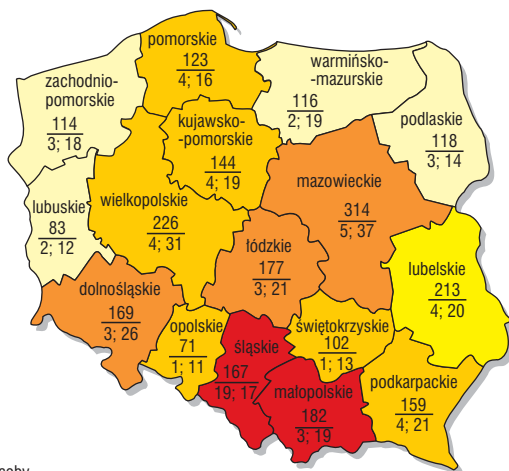 pomorskie
123
4; 16
warmińsko-
-mazurskie
116
2; 19
zachodnio-
pomorskie
114
3; 18
podlaskie
118
3; 14
kujawsko-
-pomorskie
144
4; 19
mazowieckie
314
5; 37
lubuskie
83
2; 12
wielkopolskie
226
4; 31
łódzkie
177
3; 21
lubelskie
213
4; 20
dolnośląskie
169
3; 26
opolskie
71
1; 11
śląskie
167
19; 17
świętokrzyskie
102
1; 13
małopolskie
182
3; 19
podkarpackie
159
4; 21